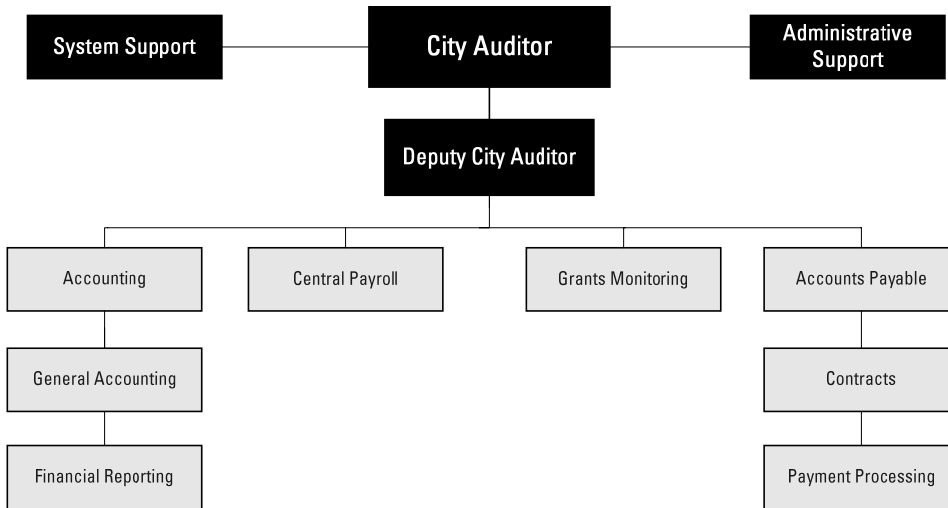 System Support
City Auditor
Administrative
Support
Deputy City Auditor
Accounting
Central Payroll
Grants Monitoring
Accounts Payable
General Accounting
Contracts
Financial Reporting
Payment Processing